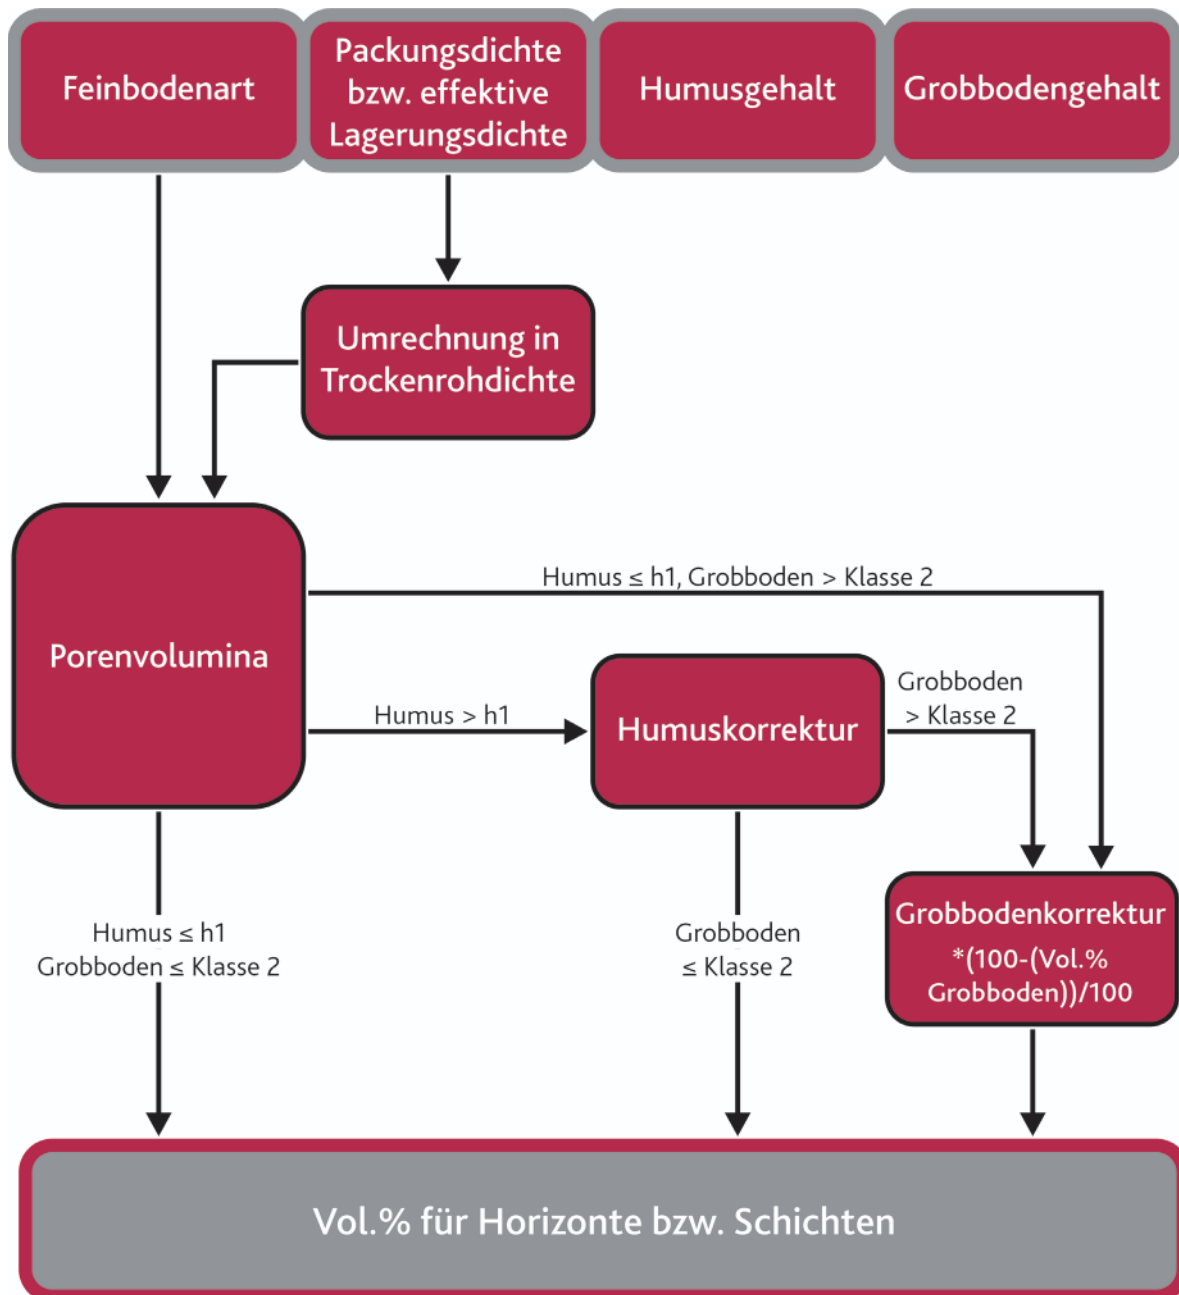 Feinbodenart
Packungsdichte
bzw. effektive
Lagerungsdichte
Humusgehalt
Grobbodengehalt
Umrechnung in
Trockenrohdichte
Porenvolumina
Humus ≤ h1, Grobboden > Klasse 2
Humus > h1
Humuskorrektur
Grobboden
> Klasse 2
Humus ≤ h1
Grobboden ≤ Klasse 2
Grobboden
≤ Klasse 2
Grobbodenkorrektur
*(100-(Vol.%
Grobboden))/100
Vol.% für Horizonte bzw. Schichten